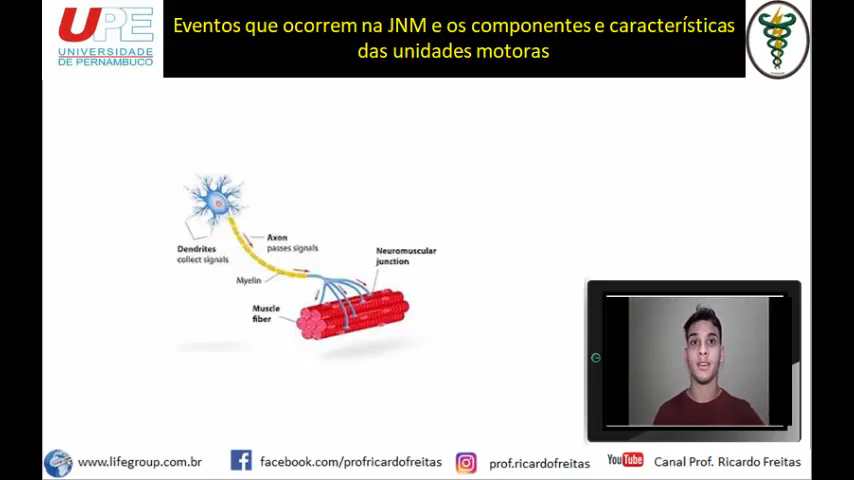 UPE
UNIVERSIDADE
DE PERNAMBUCO
Eventos que ocorrem na JNM e os componentes e características
das unidades motoras
Dendrites
collect signals
Axon
passes signals
Myelin
Neuromuscular
junction
Muscle
fiber
www.lifegroup.com.br
facebook.com/profricardofreitas
prof.ricardofreitas
YouTube
Canal Prof. Ricardo Freitas